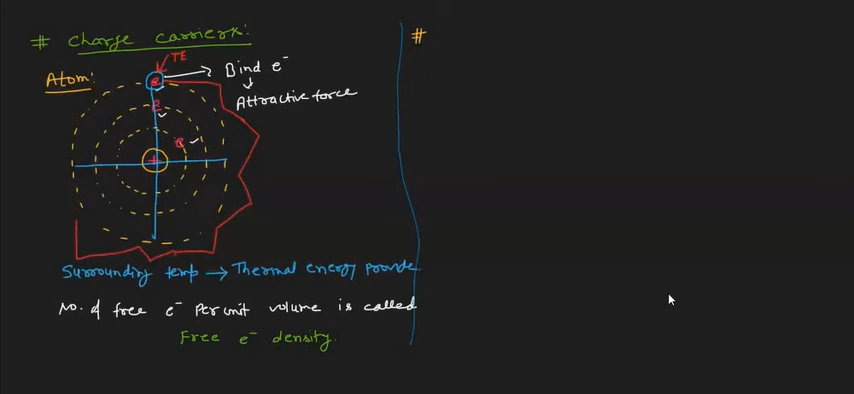 # Charge carriers:
#
TE
Atom:
e
Bind e⁻
Attractive force
e
e
+
Surrounding temp → Thermal energy provide.
No. of free e⁻ per unit volume is called
Free e⁻ density.